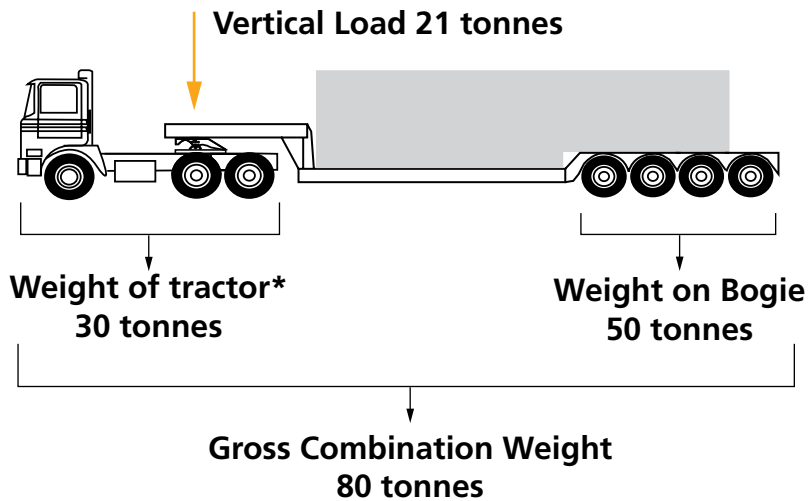 Vertical Load 21 tonnes
Weight of tractor*
30 tonnes
Weight on Bogie
50 tonnes
Gross Combination Weight
80 tonnes